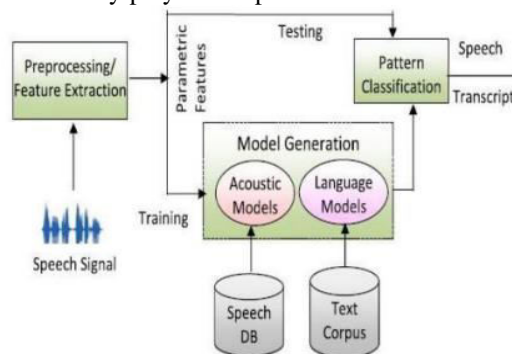 Testing
Speech
Preprocessing/
Feature Extraction
Parametric
Features
Pattern
Classification
Transcript
Model Generation
Acoustic
Models
Language
Models
Training
Speech Signal
Speech
DB
Text
Corpus